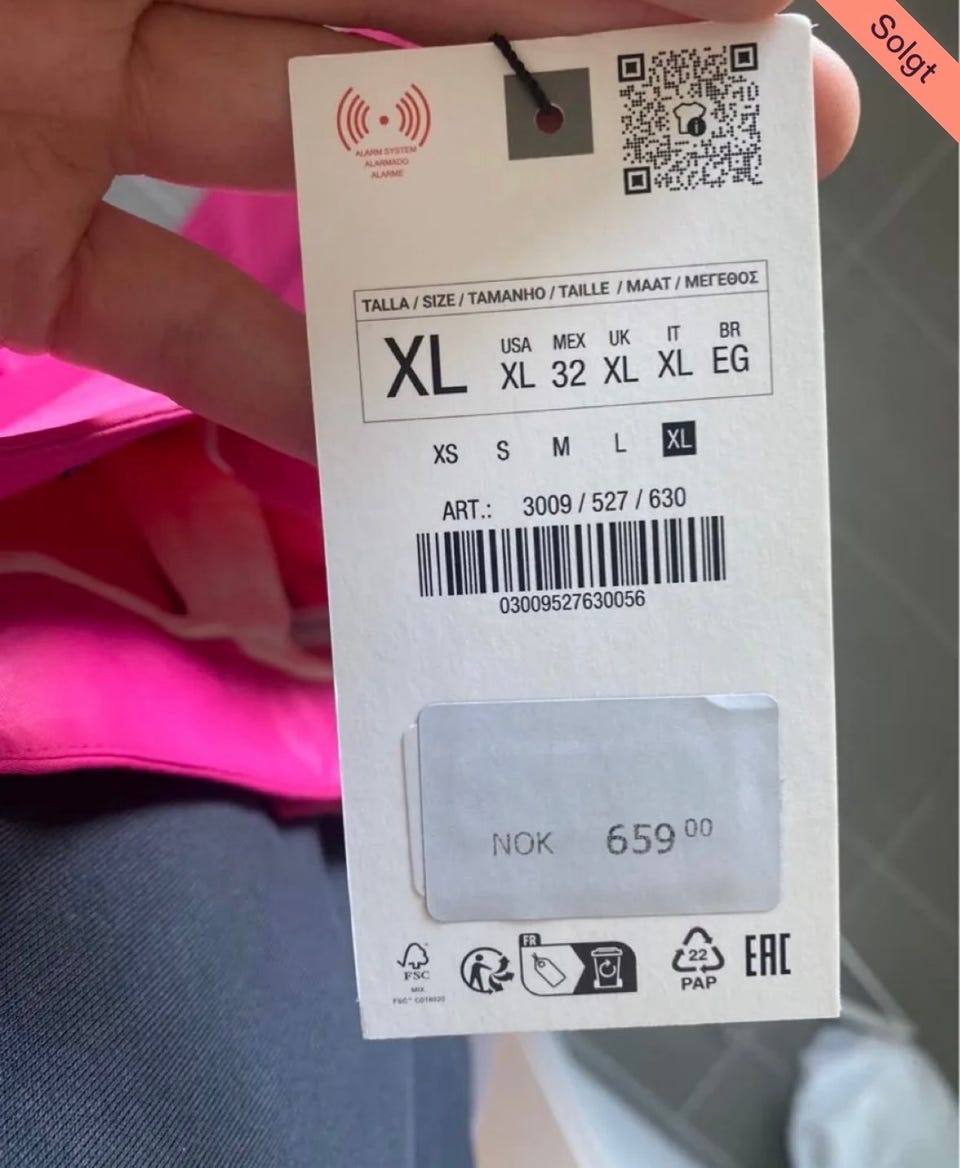 Solgt
ALARM SYSTEM
ALARMADO
ALARME
TALLA / SIZE / TAMANHO / TAILLE / MAAT / ΜΕΓΕΘΟΣ
XL
USA MEX UK IT BR
XL 32 XL XL EG
XS S M L XL
ART.: 3009 / 527 / 630
03009527630056
NOK 659 00
FR
FSC
MIX
FSC™ C018020
22
PAP
EAC